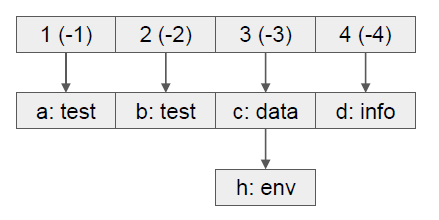 1 (-1) 2 (-2) 3 (-3) 4 (-4)
a: test b: test c: data d: info
h: env